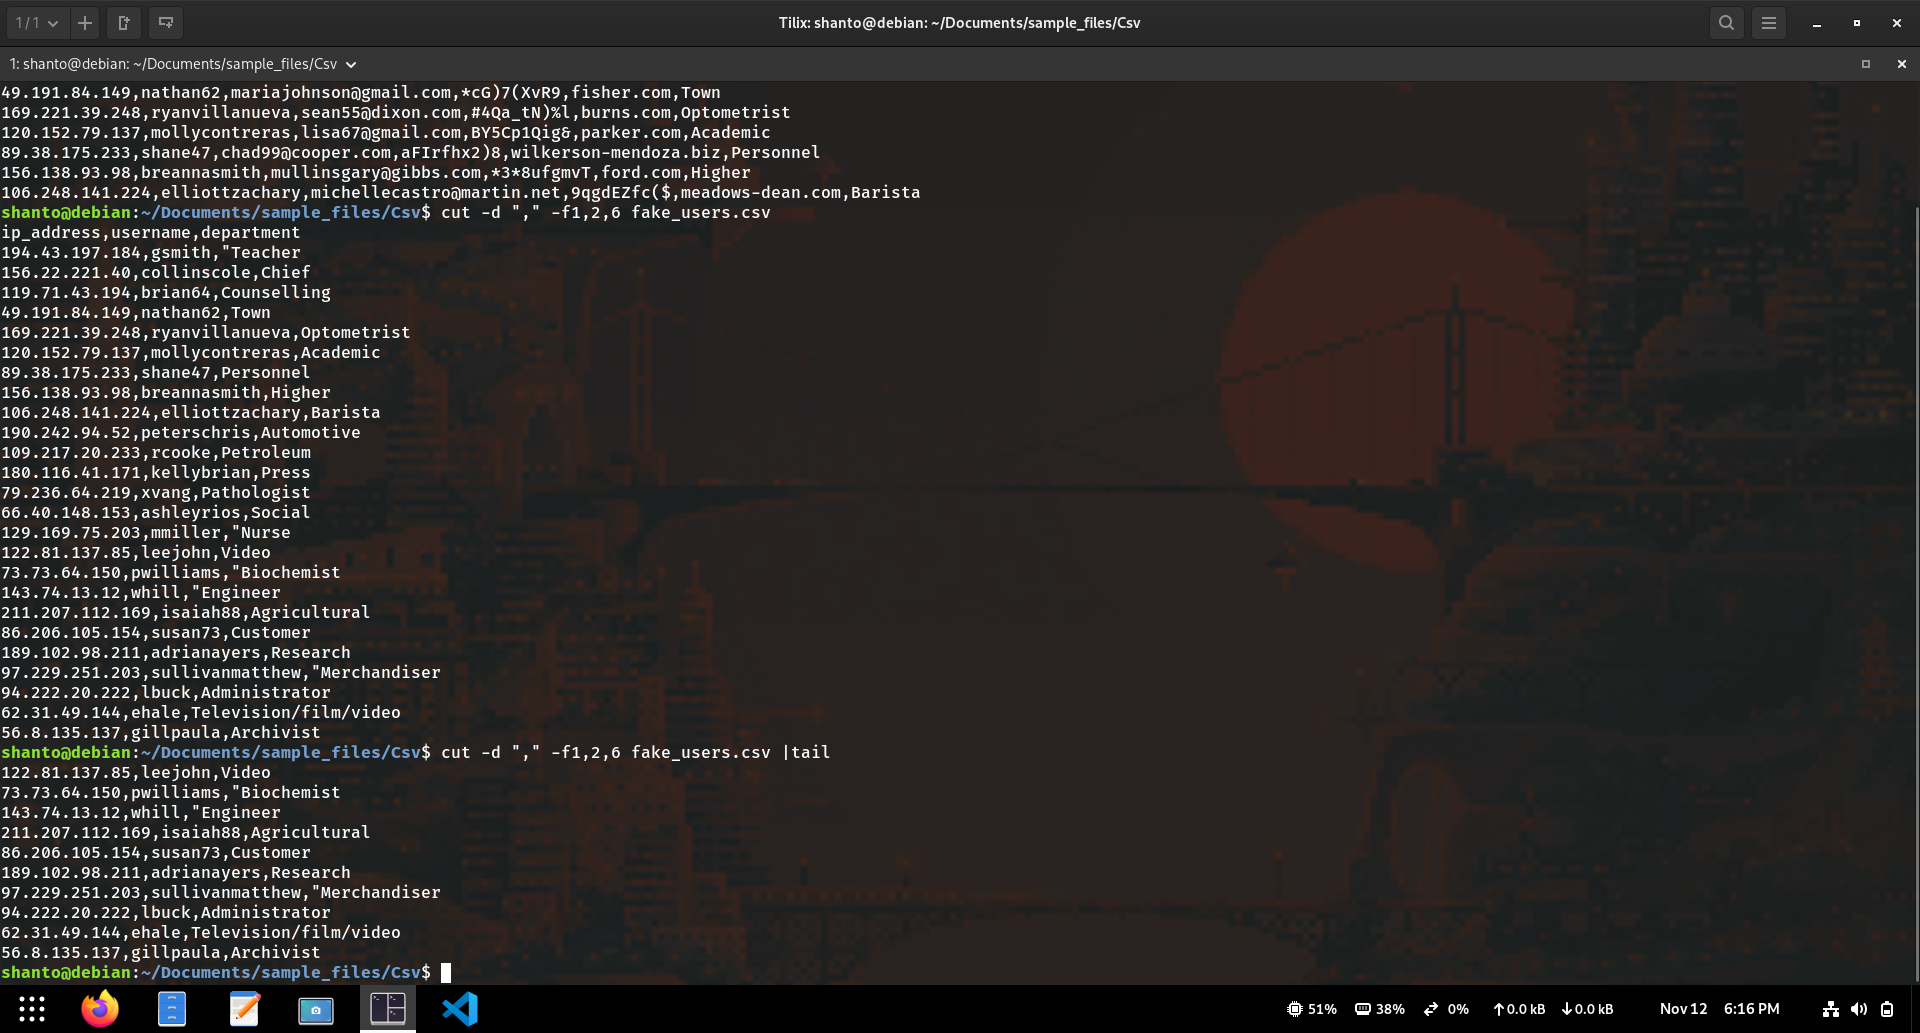 1 / 1
Tilix: shanto@debian: ~/Documents/sample_files/Csv
1: shanto@debian: ~/Documents/sample_files/Csv
49.191.84.149,nathan62,mariajohnson@gmail.com,*cG)7(XvR9,fisher.com,Town
169.221.39.248,ryanvillanueva,sean55@dixon.com,#4Qa_tN)%l,burns.com,Optometrist
120.152.79.137,mollycontreras,lisa67@gmail.com,BY5Cp1Qig&,parker.com,Academic
89.38.175.233,shane47,chad99@cooper.com,aFIrfhx2)8,wilkerson-mendoza.biz,Personnel
156.138.93.98,breannasmith,mullinsgary@gibbs.com,*3*8ufgmvT,ford.com,Higher
106.248.141.224,elliottzachary,michellecastro@martin.net,9qgdEZfc($,meadows-dean.com,Barista
shanto@debian:~/Documents/sample_files/Csv$ cut -d "," -f1,2,6 fake_users.csv
ip_address,username,department
194.43.197.184,gsmith,"Teacher
156.22.221.40,collinscole,Chief
119.71.43.194,brian64,Counselling
49.191.84.149,nathan62,Town
169.221.39.248,ryanvillanueva,Optometrist
120.152.79.137,mollycontreras,Academic
89.38.175.233,shane47,Personnel
156.138.93.98,breannasmith,Higher
106.248.141.224,elliottzachary,Barista
190.242.94.52,peterschris,Automotive
109.217.20.233,rcooke,Petroleum
180.116.41.171,kellybrian,Press
79.236.64.219,xvang,Pathologist
66.40.148.153,ashleyrios,Social
129.169.75.203,mmiller,"Nurse
122.81.137.85,leejohn,Video
73.73.64.150,pwilliams,"Biochemist
143.74.13.12,whill,"Engineer
211.207.112.169,isaiah88,Agricultural
86.206.105.154,susan73,Customer
189.102.98.211,adrianayers,Research
97.229.251.203,sullivanmatthew,"Merchandiser
94.222.20.222,lbuck,Administrator
62.31.49.144,ehale,Television/film/video
56.8.135.137,gillpaula,Archivist
shanto@debian:~/Documents/sample_files/Csv$ cut -d "," -f1,2,6 fake_users.csv |tail
122.81.137.85,leejohn,Video
73.73.64.150,pwilliams,"Biochemist
143.74.13.12,whill,"Engineer
211.207.112.169,isaiah88,Agricultural
86.206.105.154,susan73,Customer
189.102.98.211,adrianayers,Research
97.229.251.203,sullivanmatthew,"Merchandiser
94.222.20.222,lbuck,Administrator
62.31.49.144,ehale,Television/film/video
56.8.135.137,gillpaula,Archivist
shanto@debian:~/Documents/sample_files/Csv$
51% 38% 0% 0.0 kB 0.0 kB Nov 12 6:16 PM